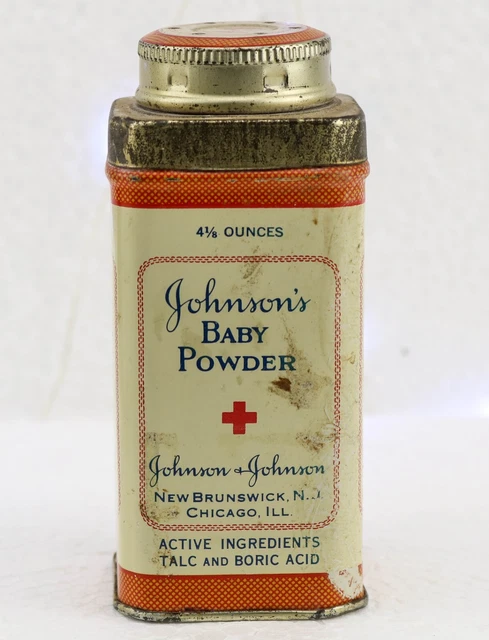 4⅛ OUNCES
Johnson's
BABY
POWDER
Johnson & Johnson
NEW BRUNSWICK, N.J.
CHICAGO, ILL.
ACTIVE INGREDIENTS
TALC AND BORIC ACID